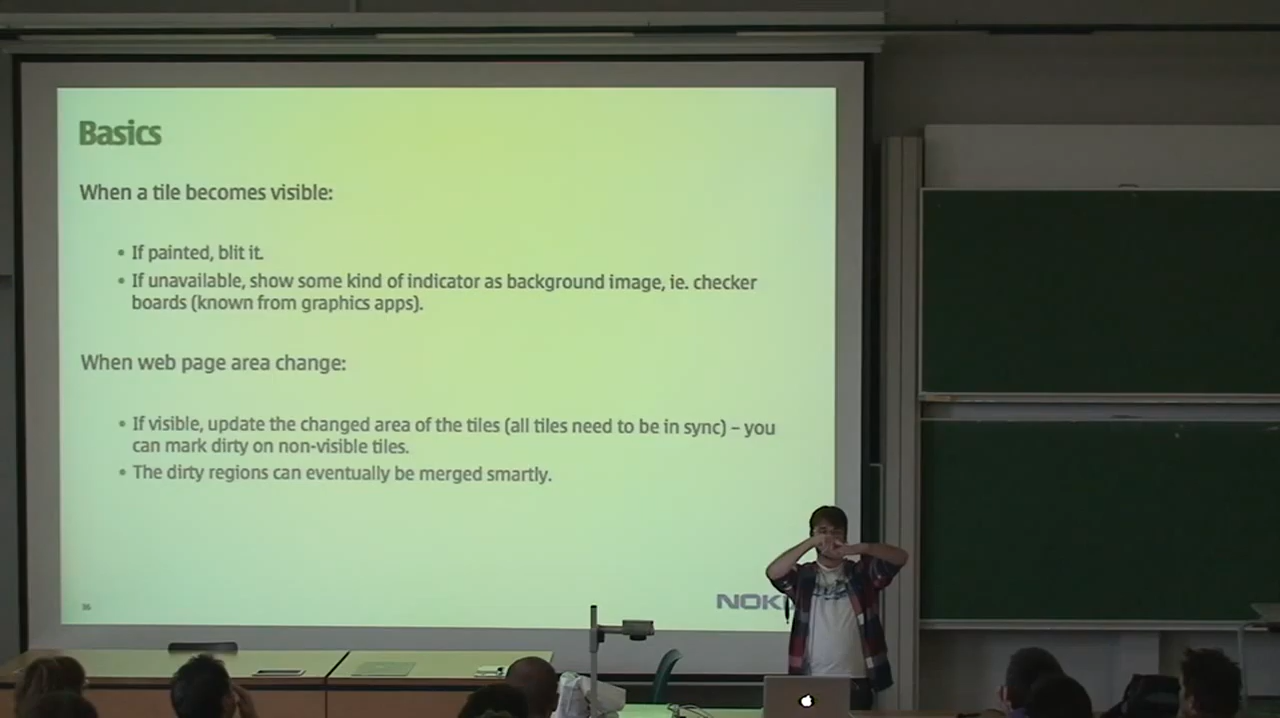 Basics
When a tile becomes visible:
• If painted, blit it.
• If unavailable, show some kind of indicator as background image, ie. checker
boards (known from graphics apps).
When web page area change:
• If visible, update the changed area of the tiles (all tiles need to be in sync) – you
can mark dirty on non-visible tiles.
• The dirty regions can eventually be merged smartly.
NOKI